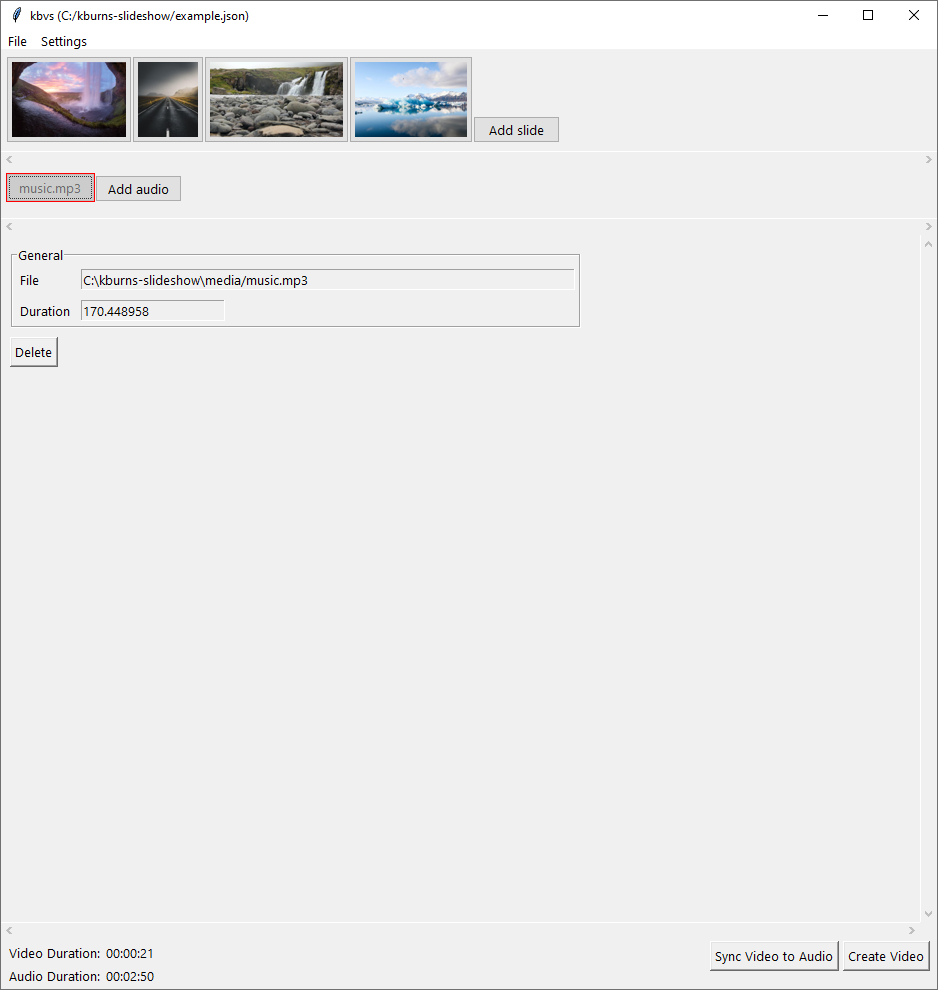 kbvs (C:/kburns-slideshow/example.json)
File Settings
Add slide
music.mp3 Add audio
General
File C:\kburns-slideshow\media/music.mp3
Duration 170.448958
Delete
Video Duration: 00:00:21
Sync Video to Audio Create Video
Audio Duration: 00:02:50